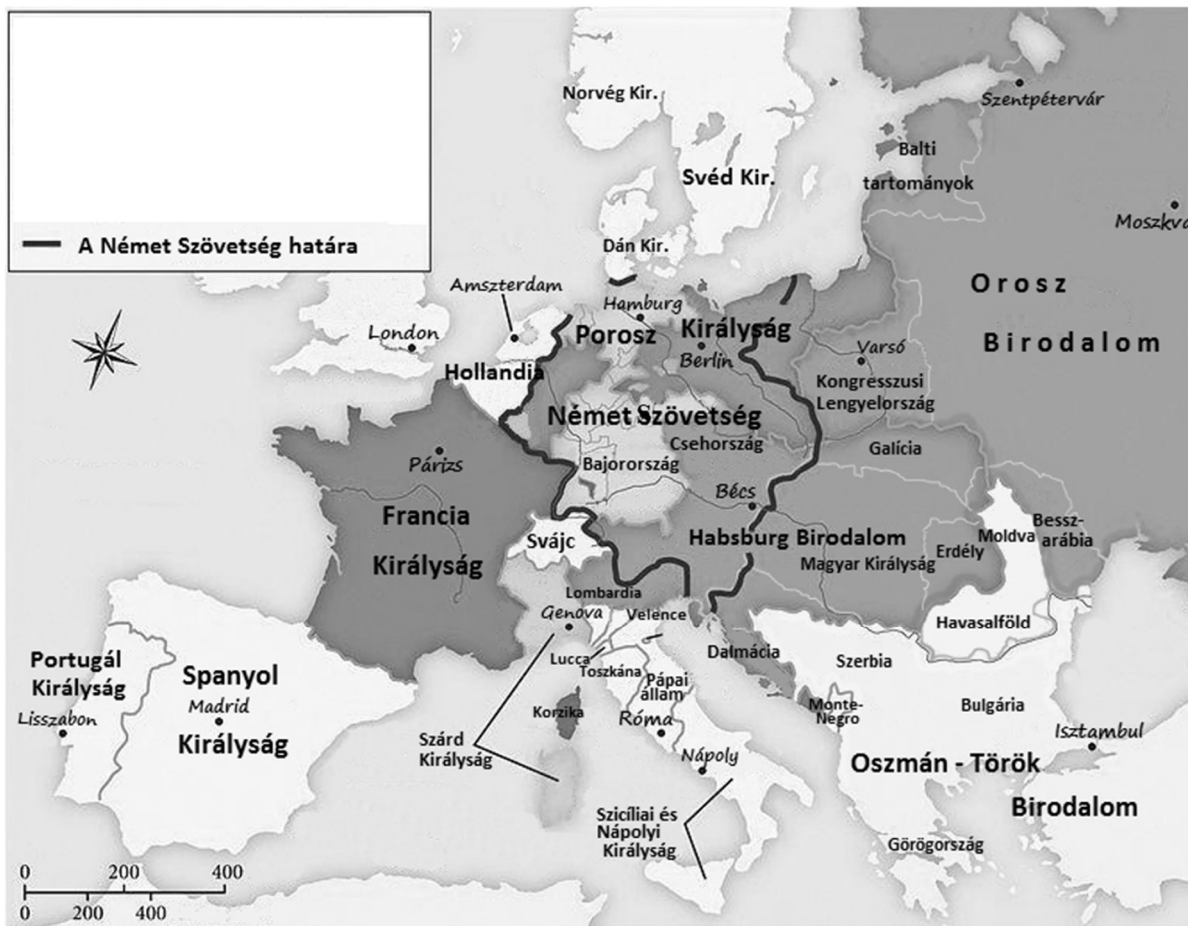 A Német Szövetség határa
Norvég Kir.
Svéd Kir.
Szentpétervár
Balti
tartományok
Moszkva
Dán Kir.
Amszterdam
Hamburg
London
Hollandia
Porosz
Királyság
Berlin
Orosz
Birodalom
Varsó
Kongresszusi
Lengyelország
Német Szövetség
Csehország
Galícia
Párizs
Bajorország
Bécs
Francia
Királyság
Svájc
Habsburg Birodalom
Magyar Királyság
Erdély
Moldva
Bessz-
arábia
Lombardia
Velence
Genova
Havasalföld
Lucca
Toszkána
Pápai
állam
Dalmácia
Szerbia
Portugál
Királyság
Lisszabon
Spanyol
Madrid
Királyság
Korzika
Róma
Monte-
Negro
Bulgária
Isztambul
Szárd
Királyság
Nápoly
Oszmán - Török
Birodalom
Szicíliai és
Nápolyi
Királyság
Görögország
0 200 400
0 200 400